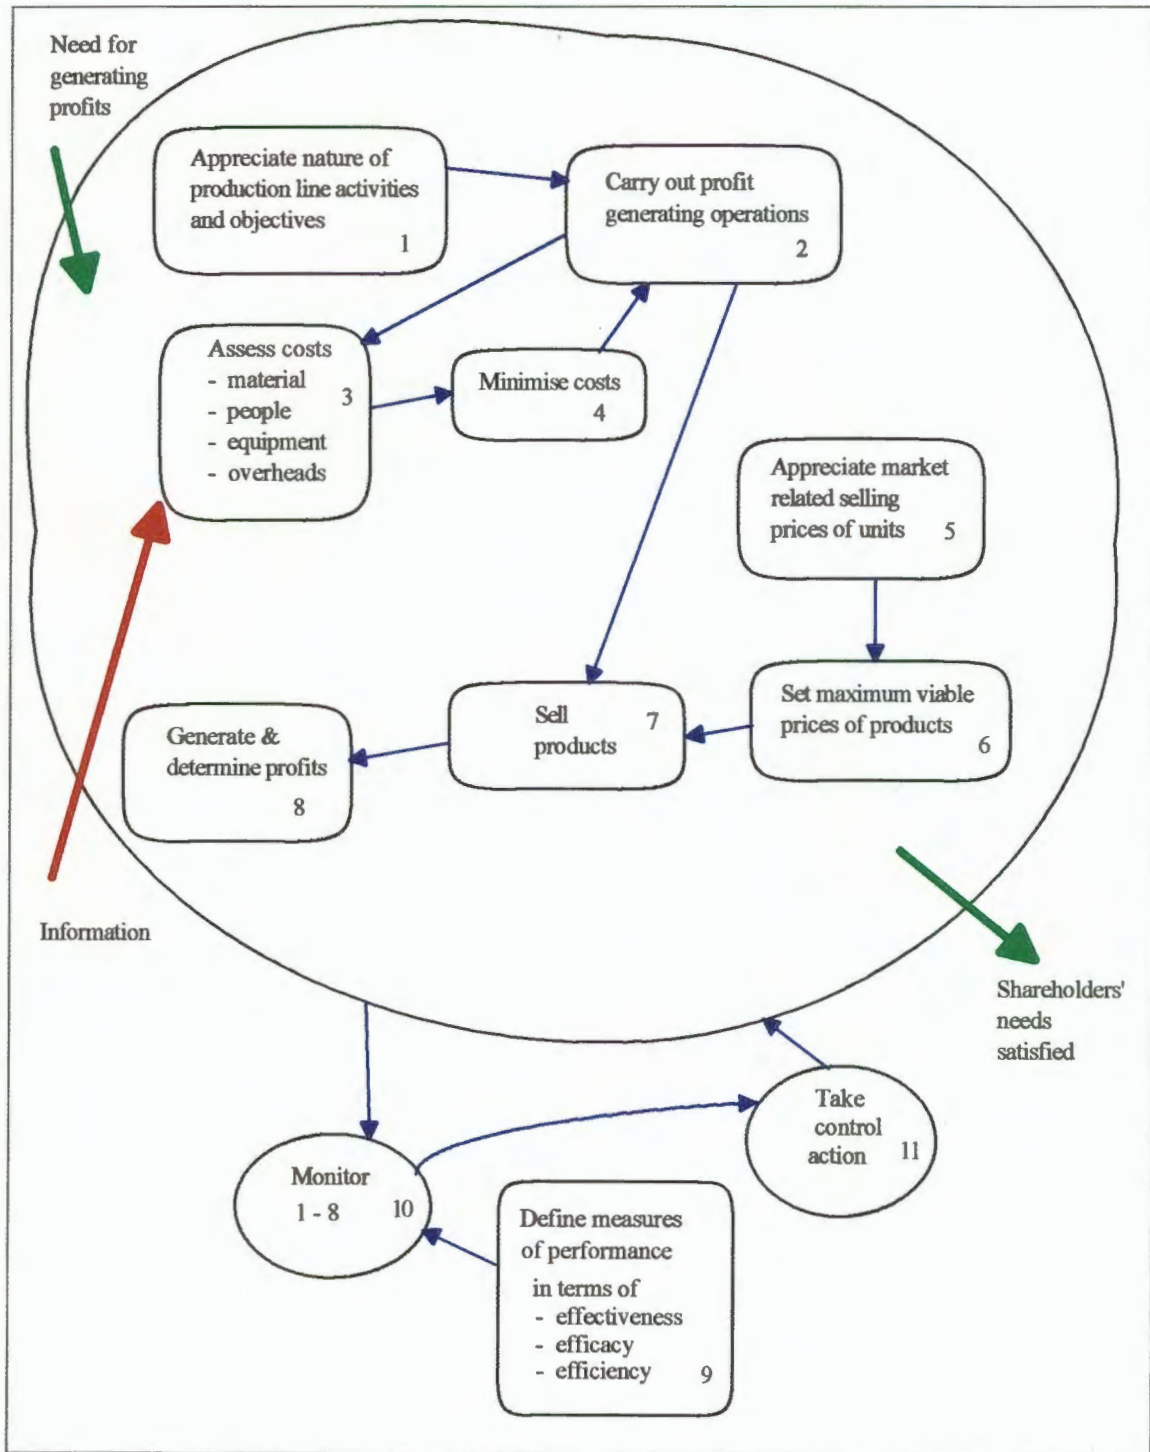 Need for
generating
profits
Appreciate nature of
production line activities
and objectives
1
Carry out profit
generating operations
2
Assess costs
- material
3
- people
- equipment
- overheads
Minimise costs
4
Appreciate market
related selling
prices of units
5
Set maximum viable
prices of products
6
Sell
products
7
Generate &
determine profits
8
Information
Shareholders'
needs
satisfied
Take
control
action
11
Monitor
1 - 8
10
Define measures
of performance
in terms of
- effectiveness
- efficacy
- efficiency
9